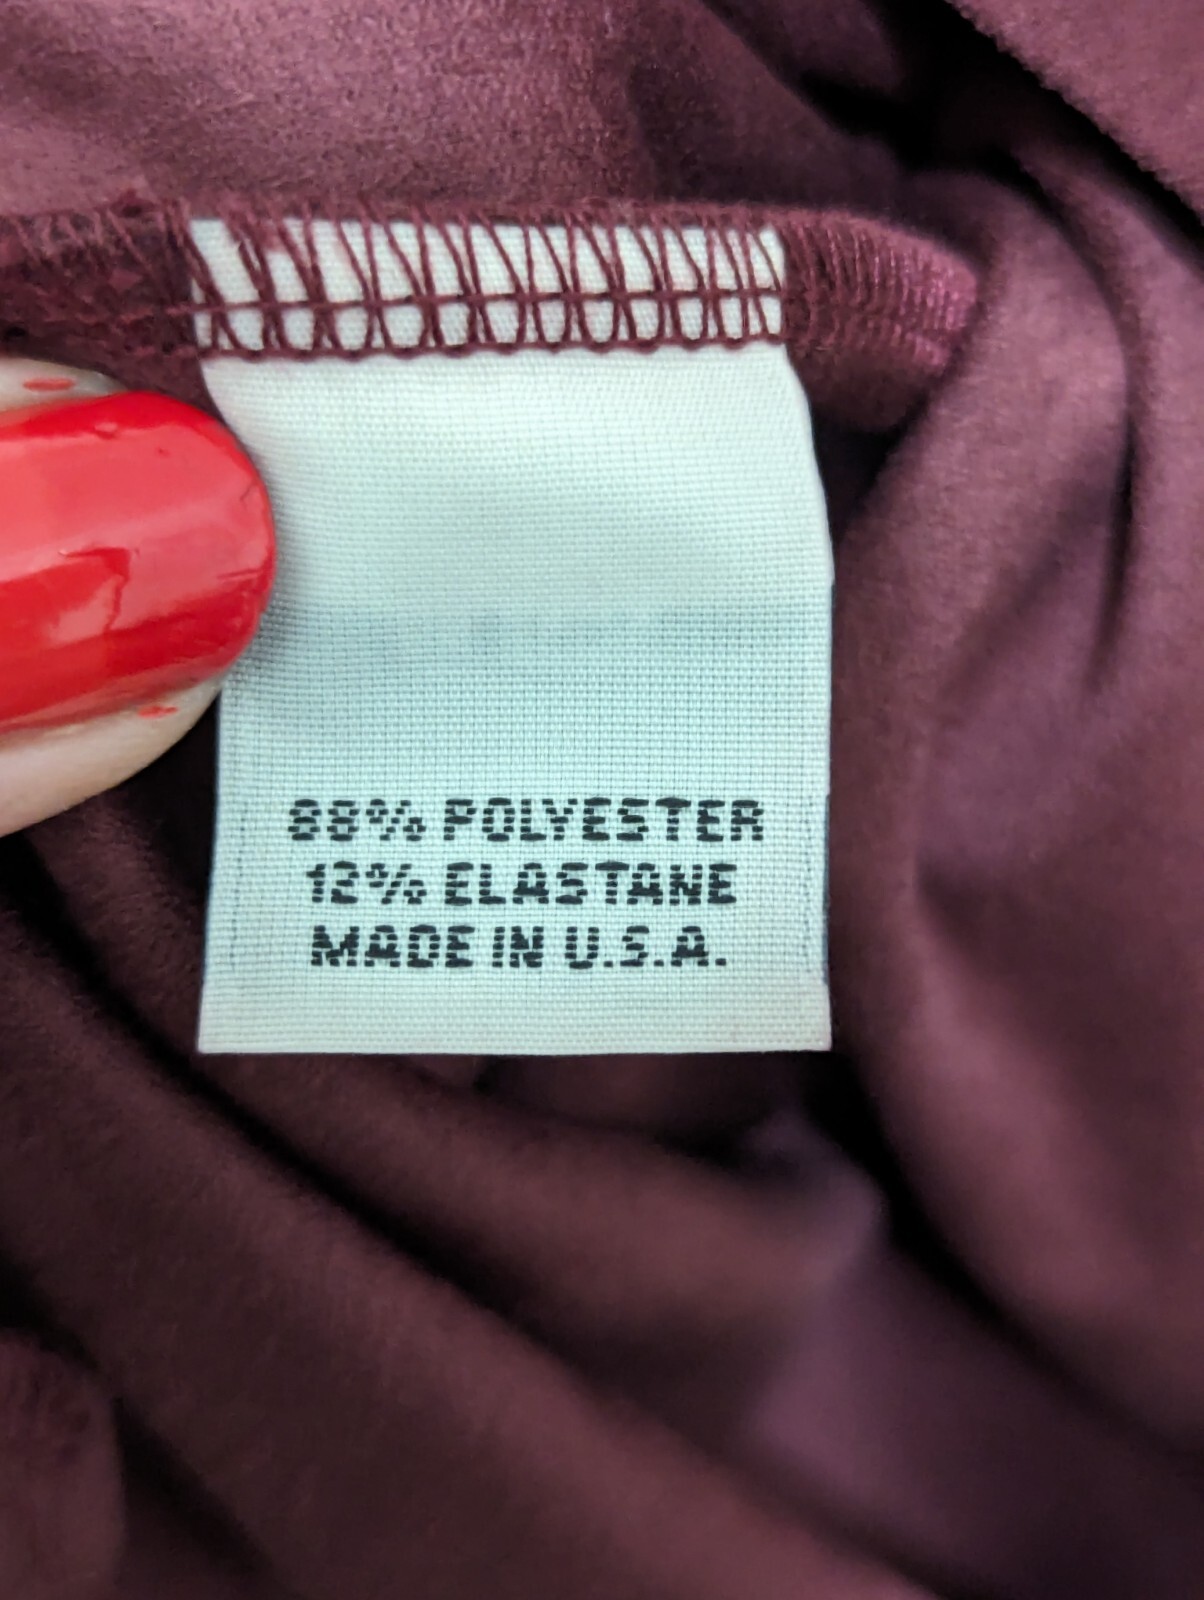 88% POLYESTER
12% ELASTANE
MADE IN U.S.A.